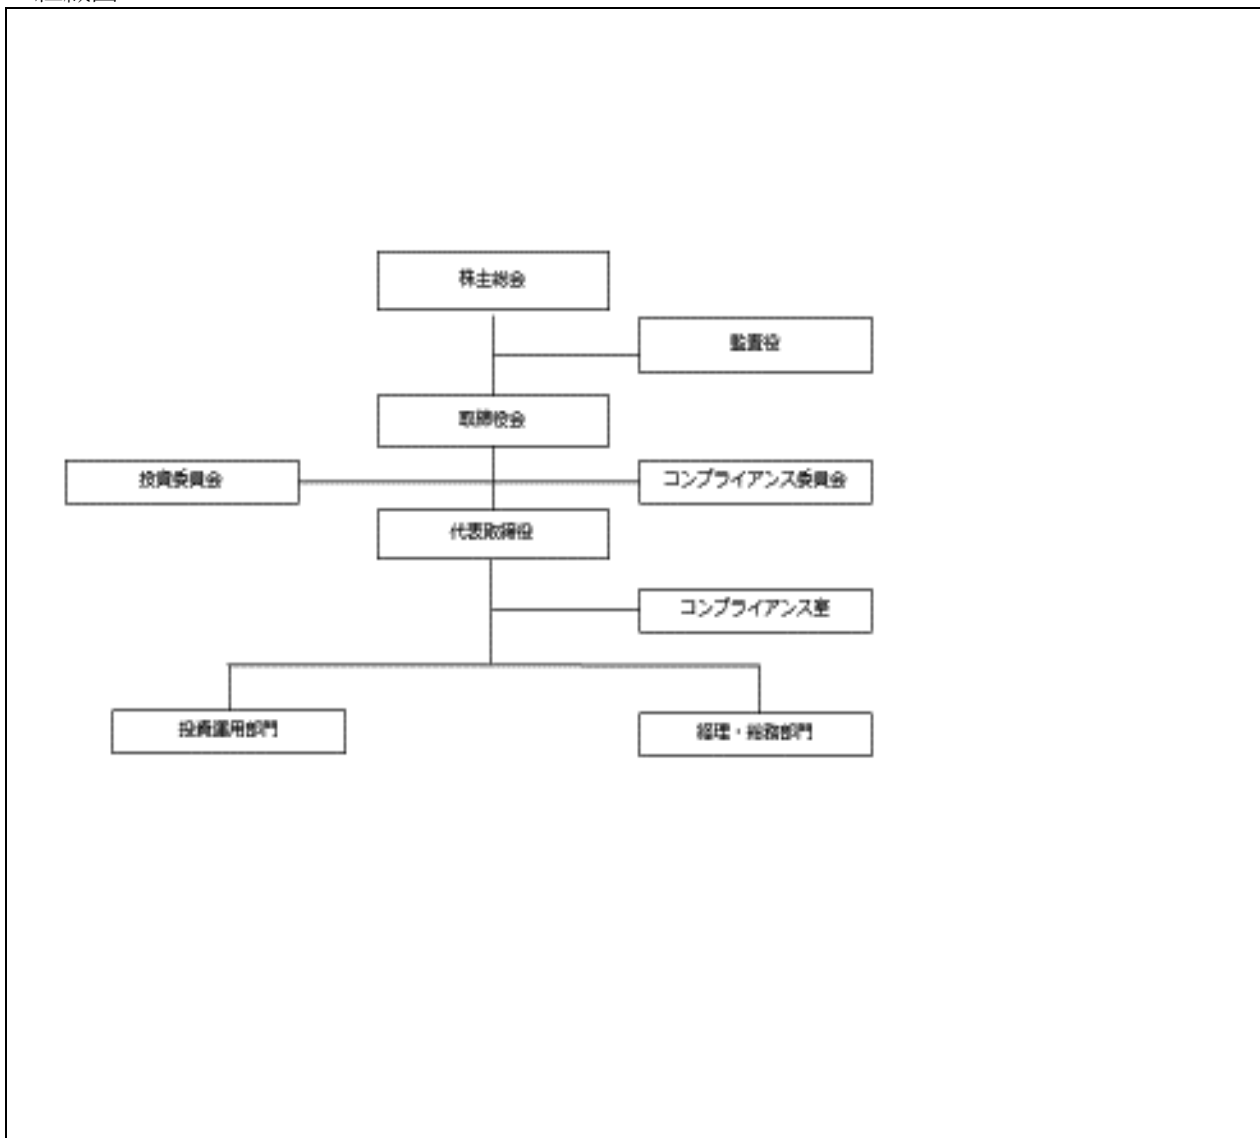 株主総会
監査役
取締役会
投資委員会
コンプライアンス委員会
代表取締役
コンプライアンス室
投資運用部門
経理・総務部門